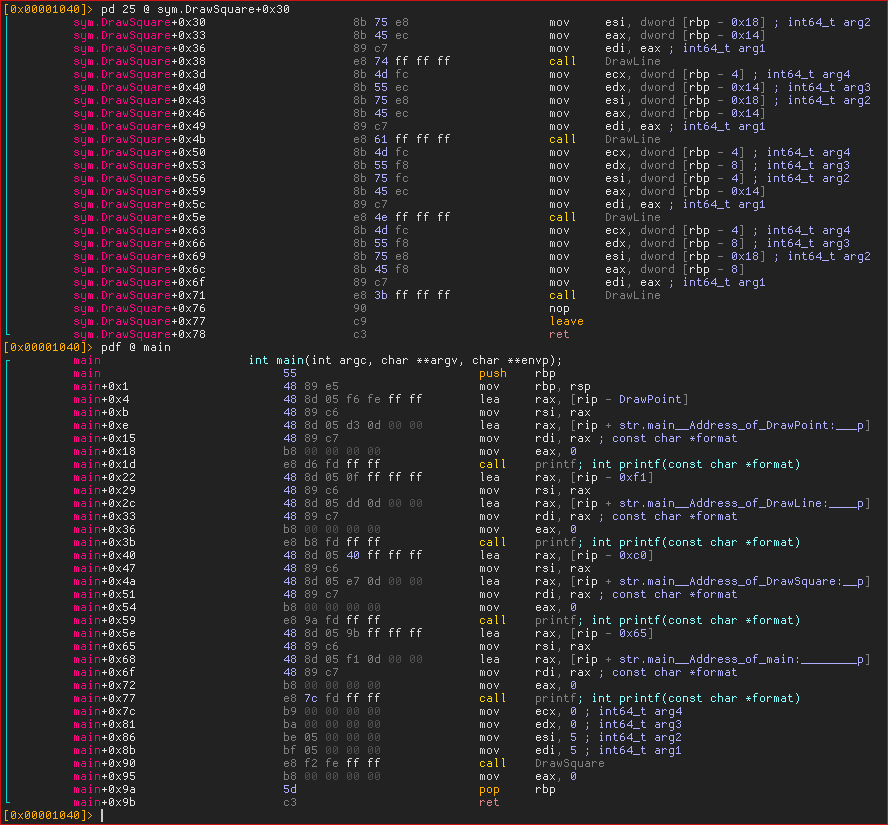 [0x00001040]> pd 25 @ sym.DrawSquare+0x30
sym.DrawSquare+0x30 8b 75 e8 mov esi, dword [rbp - 0x18] ; int64_t arg2
sym.DrawSquare+0x33 8b 45 ec mov eax, dword [rbp - 0x14]
sym.DrawSquare+0x36 89 c7 mov edi, eax ; int64_t arg1
sym.DrawSquare+0x38 e8 74 ff ff ff call DrawLine
sym.DrawSquare+0x3d 8b 4d fc mov ecx, dword [rbp - 4] ; int64_t arg4
sym.DrawSquare+0x40 8b 55 ec mov edx, dword [rbp - 0x14] ; int64_t arg3
sym.DrawSquare+0x43 8b 75 e8 mov esi, dword [rbp - 0x18] ; int64_t arg2
sym.DrawSquare+0x46 8b 45 ec mov eax, dword [rbp - 0x14]
sym.DrawSquare+0x49 89 c7 mov edi, eax ; int64_t arg1
sym.DrawSquare+0x4b e8 61 ff ff ff call DrawLine
sym.DrawSquare+0x50 8b 4d fc mov ecx, dword [rbp - 4] ; int64_t arg4
sym.DrawSquare+0x53 8b 55 f8 mov edx, dword [rbp - 8] ; int64_t arg3
sym.DrawSquare+0x56 8b 75 fc mov esi, dword [rbp - 4] ; int64_t arg2
sym.DrawSquare+0x59 8b 45 ec mov eax, dword [rbp - 0x14]
sym.DrawSquare+0x5c 89 c7 mov edi, eax ; int64_t arg1
sym.DrawSquare+0x5e e8 4e ff ff ff call DrawLine
sym.DrawSquare+0x63 8b 4d fc mov ecx, dword [rbp - 4] ; int64_t arg4
sym.DrawSquare+0x66 8b 55 f8 mov edx, dword [rbp - 8] ; int64_t arg3
sym.DrawSquare+0x69 8b 75 e8 mov esi, dword [rbp - 0x18] ; int64_t arg2
sym.DrawSquare+0x6c 8b 45 f8 mov eax, dword [rbp - 8]
sym.DrawSquare+0x6f 89 c7 mov edi, eax ; int64_t arg1
sym.DrawSquare+0x71 e8 3b ff ff ff call DrawLine
sym.DrawSquare+0x76 90 nop
sym.DrawSquare+0x77 c9 leave
sym.DrawSquare+0x78 c3 ret
[0x00001040]> pdf @ main
main int main(int argc, char **argv, char **envp);
main 55 push rbp
main+0x1 48 89 e5 mov rbp, rsp
main+0x4 48 8d 05 f6 fe ff ff lea rax, [rip - DrawPoint]
main+0xb 48 89 c6 mov rsi, rax
main+0xe 48 8d 05 d3 0d 00 00 lea rax, [rip + str.main__Address_of_DrawPoint:___p]
main+0x15 48 89 c7 mov rdi, rax ; const char *format
main+0x18 b8 00 00 00 00 mov eax, 0
main+0x1d e8 d6 fd ff ff call printf; int printf(const char *format)
main+0x22 48 8d 05 0f ff ff ff lea rax, [rip - 0xf1]
main+0x29 48 89 c6 mov rsi, rax
main+0x2c 48 8d 05 dd 0d 00 00 lea rax, [rip + str.main__Address_of_DrawLine:____p]
main+0x33 48 89 c7 mov rdi, rax ; const char *format
main+0x36 b8 00 00 00 00 mov eax, 0
main+0x3b e8 b8 fd ff ff call printf; int printf(const char *format)
main+0x40 48 8d 05 40 ff ff ff lea rax, [rip - 0xc0]
main+0x47 48 89 c6 mov rsi, rax
main+0x4a 48 8d 05 e7 0d 00 00 lea rax, [rip + str.main__Address_of_DrawSquare:__p]
main+0x51 48 89 c7 mov rdi, rax ; const char *format
main+0x54 b8 00 00 00 00 mov eax, 0
main+0x59 e8 9a fd ff ff call printf; int printf(const char *format)
main+0x5e 48 8d 05 9b ff ff ff lea rax, [rip - 0x65]
main+0x65 48 89 c6 mov rsi, rax
main+0x68 48 8d 05 f1 0d 00 00 lea rax, [rip + str.main__Address_of_main:________p]
main+0x6f 48 89 c7 mov rdi, rax ; const char *format
main+0x72 b8 00 00 00 00 mov eax, 0
main+0x77 e8 7c fd ff ff call printf; int printf(const char *format)
main+0x7c b9 00 00 00 00 mov ecx, 0 ; int64_t arg4
main+0x81 ba 00 00 00 00 mov edx, 0 ; int64_t arg3
main+0x86 be 05 00 00 00 mov esi, 5 ; int64_t arg2
main+0x8b bf 05 00 00 00 mov edi, 5 ; int64_t arg1
main+0x90 e8 f2 fe ff ff call DrawSquare
main+0x95 b8 00 00 00 00 mov eax, 0
main+0x9a 5d pop rbp
main+0x9b c3 ret
[0x00001040]>